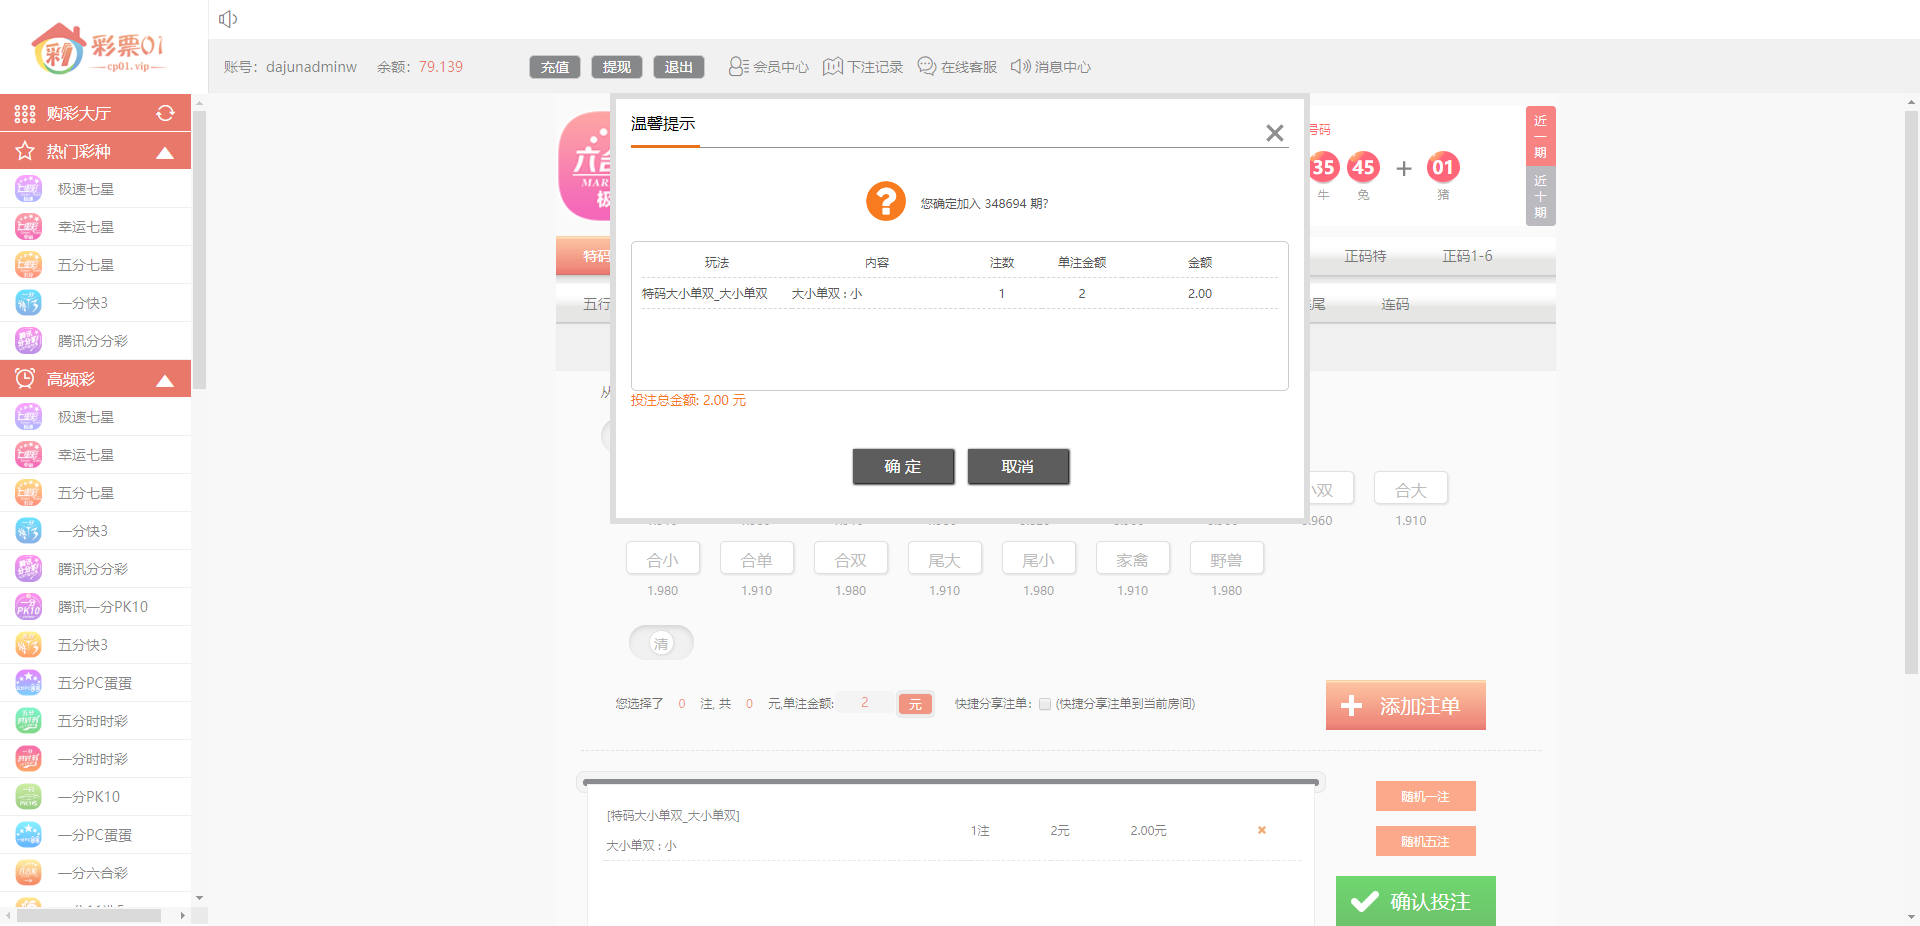 彩票01
cp01.vip
账号：dajunadminw 余额：79.139 充值 提现 退出 会员中心 下注记录 在线客服 消息中心
购彩大厅
热门彩种
极速七星
幸运七星
五分七星
一分快3
腾讯分分彩
高频彩
极速七星
幸运七星
五分七星
一分快3
腾讯分分彩
腾讯一分PK10
五分快3
五分PC蛋蛋
五分时时彩
一分时时彩
一分PK10
一分PC蛋蛋
一分六合彩
温馨提示
您确定加入 348694 期?
玩法 内容 注数 单注金额 金额
特码大小单双_大小单双 大小单双 : 小 1 2 2.00
投注总金额: 2.00 元
确 定 取消
号码
35 45 + 01
牛 兔 猪
近一期
近十期
特码 正码特 正码1-6
五行 尾 连码
从
双 合大
.960 1.910
合小 合单 合双 尾大 尾小 家禽 野兽
1.980 1.910 1.980 1.910 1.980 1.910 1.980
清
您选择了 0 注, 共 0 元,单注金额: 2 元 快捷分享注单： (快捷分享注单到当前房间)
添加注单
[特码大小单双_大小单双]
大小单双 : 小
1注 2元 2.00元
随机一注
随机五注
确认投注